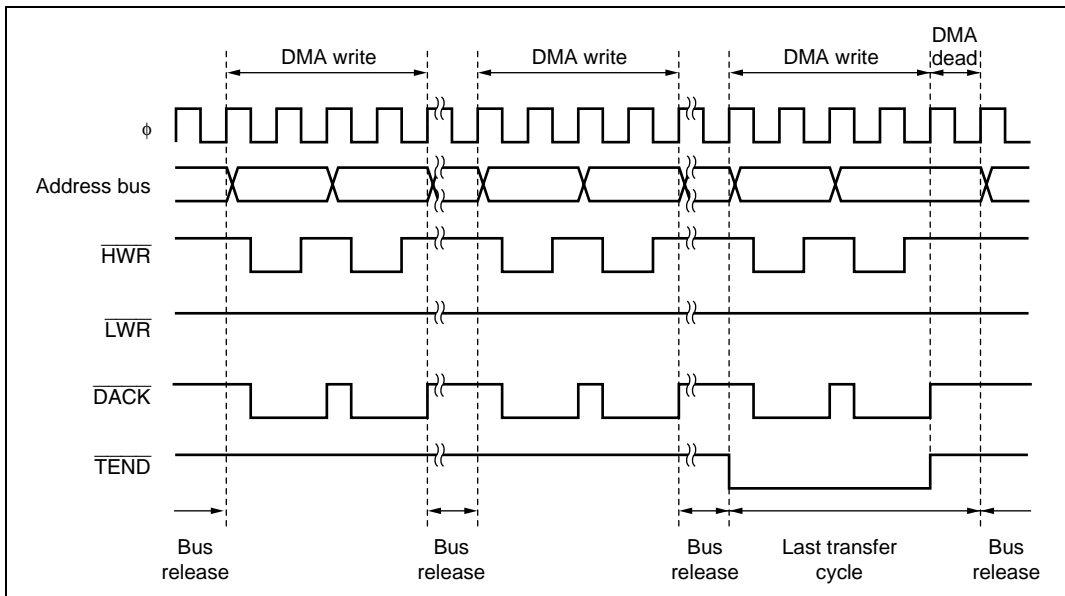 DMA write
DMA write
DMA write
DMA dead
φ
Address bus
HWR
LWR
DACK
TEND
Bus release
Bus release
Bus release
Last transfer cycle
Bus release